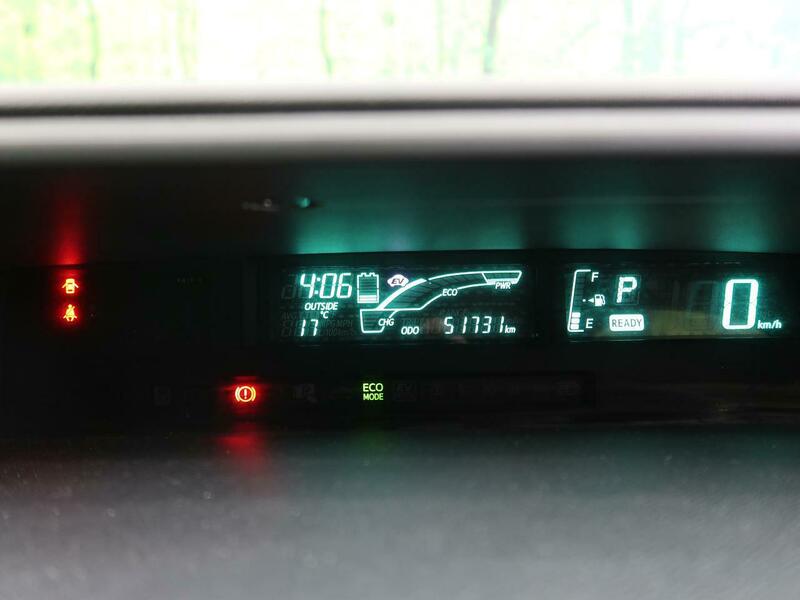 4:06
EV
OUTSIDE
ECO
PWR
°C
17
CHG
ODO
51731 km
F
P
E
READY
0 km/h
ECO
MODE